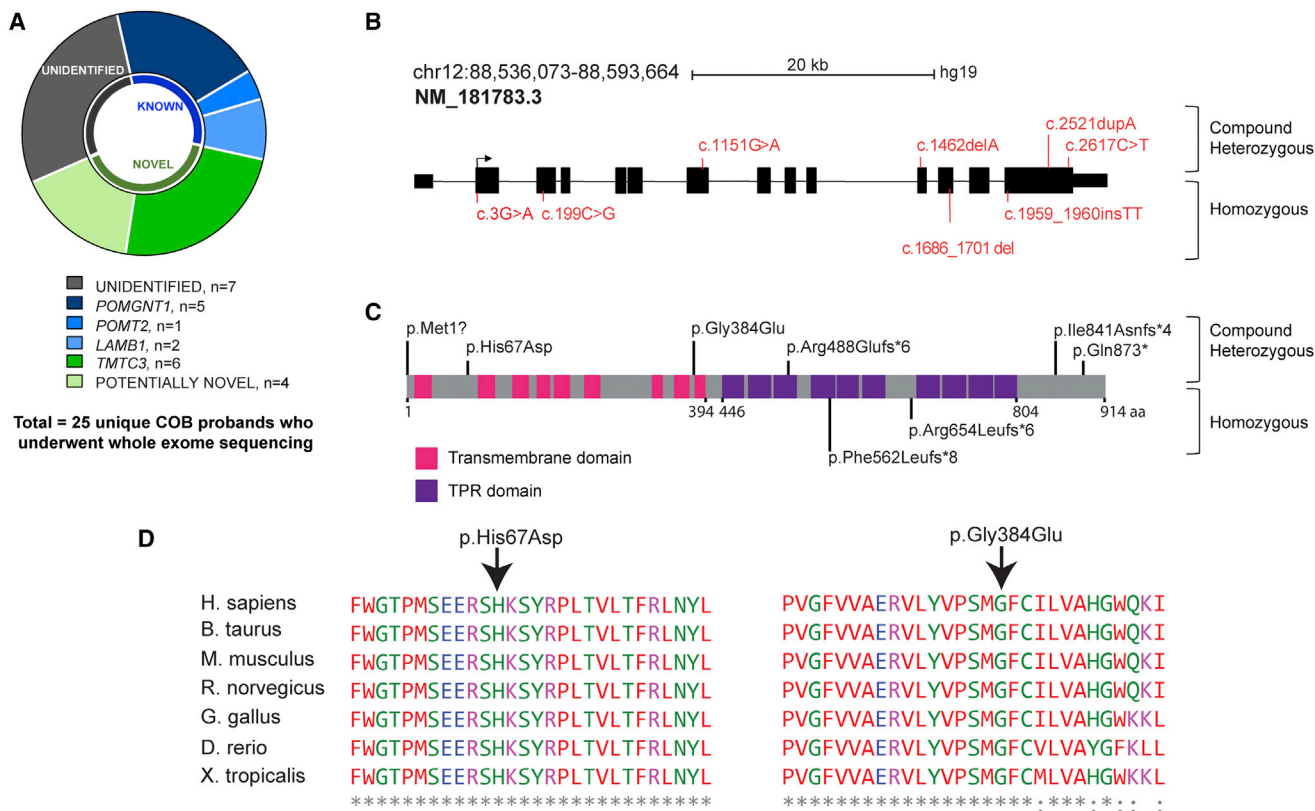 A
UNIDENTIFIED
KNOWN
NOVEL
UNIDENTIFIED, n=7
POMGNT1, n=5
POMT2, n=1
LAMB1, n=2
TMTC3, n=6
POTENTIALLY NOVEL, n=4
Total = 25 unique COB probands who
underwent whole exome sequencing
B
chr12:88,536,073-88,593,664
20 kb
hg19
NM_181783.3
c.2521dupA
c.1151G>A
c.1462delA
c.2617C>T
Compound
Heterozygous
c.3G>A
c.199C>G
c.1959_1960insTT
c.1686_1701 del
Homozygous
C
p.Met1?
p.His67Asp
p.Gly384Glu
p.Arg488Glufs*6
p.Ile841Asnfs*4
p.Gln873*
Compound
Heterozygous
1
394
446
804
914 aa
p.Arg654Leufs*6
p.Phe562Leufs*8
Homozygous
Transmembrane domain
TPR domain
D
p.His67Asp
p.Gly384Glu
H. sapiens FWGTPMSEERSHKSYRPLTVLTFRLNYL PVGFVVAERVLYVPSMGFCILVAHGWQKI
B. taurus FWGTPMSEERSHKSYRPLTVLTFRLNYL PVGFVVAERVLYVPSMGFCILVAHGWQKI
M. musculus FWGTPMSEERSHKSYRPLTVLTFRLNYL PVGFVVAERVLYVPSMGFCILVAHGWQKI
R. norvegicus FWGTPMSEERSHKSYRPLTVLTFRLNYL PVGFVVAERVLYVPSMGFCILVAHGWQKI
G. gallus FWGTPMSEERSHKSYRPLTVLTFRLNYL PVGFVVAERVLYVPSMGFCILVAHGWKKL
D. rerio FWGTPMSEERSHKSYRPLTVLTFRLNYL PVGFVVAERVLYVPSMGFCVLVAYGFKLL
X. tropicalis FWGTPMSEERSHKSYRPLTVLTFRLNYL PVGFVVAERVLYVPSMGFCMLVAHGWKKL
**************************** *******************:***:*:: :